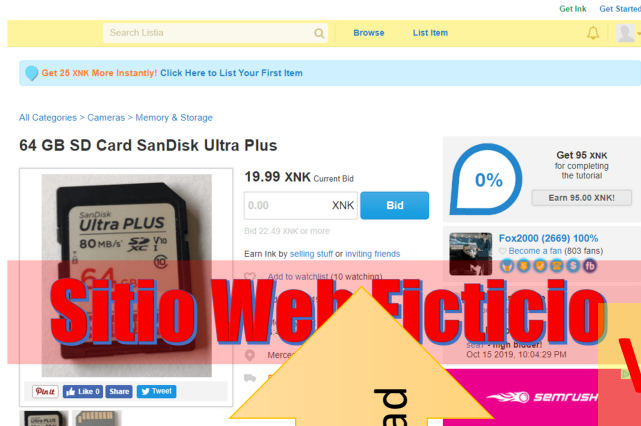 Get Ink Get Started
Search Listia Browse List Item
Get 25 XNK More Instantly! Click Here to List Your First Item
All Categories > Cameras > Memory & Storage
64 GB SD Card SanDisk Ultra Plus
SanDisk
Ultra PLUS
80 MB/s
64 GB
19.99 XNK Current Bid
0.00 XNK Bid
Bid 22.49 XNK or more
Earn Ink by selling stuff or inviting friends
Add to watchlist (10 watching)
Get 95 XNK
for completing
the tutorial
0%
Earn 95.00 XNK!
Fox2000 (2669) 100%
Become a fan (803 fans)
Sitio Web Ficticio
high bidder!
Oct 15 2019, 10:04:29 PM
Pin it Like 0 Share Tweet
ad
semrush